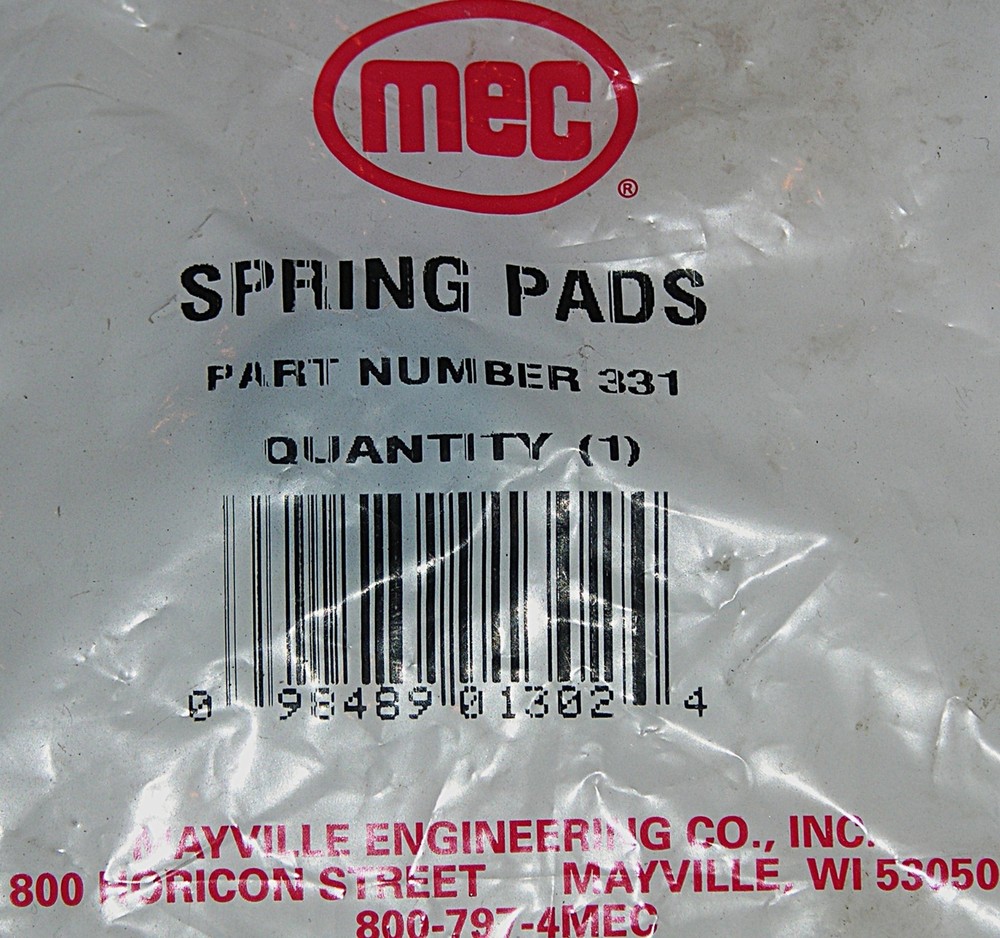 mec
®
SPRING PADS
PART NUMBER 331
QUANTITY (1)
0 98489 01302 4
MAYVILLE ENGINEERING CO., INC.
800 HORICON STREET MAYVILLE, WI 53050
800-797-4MEC